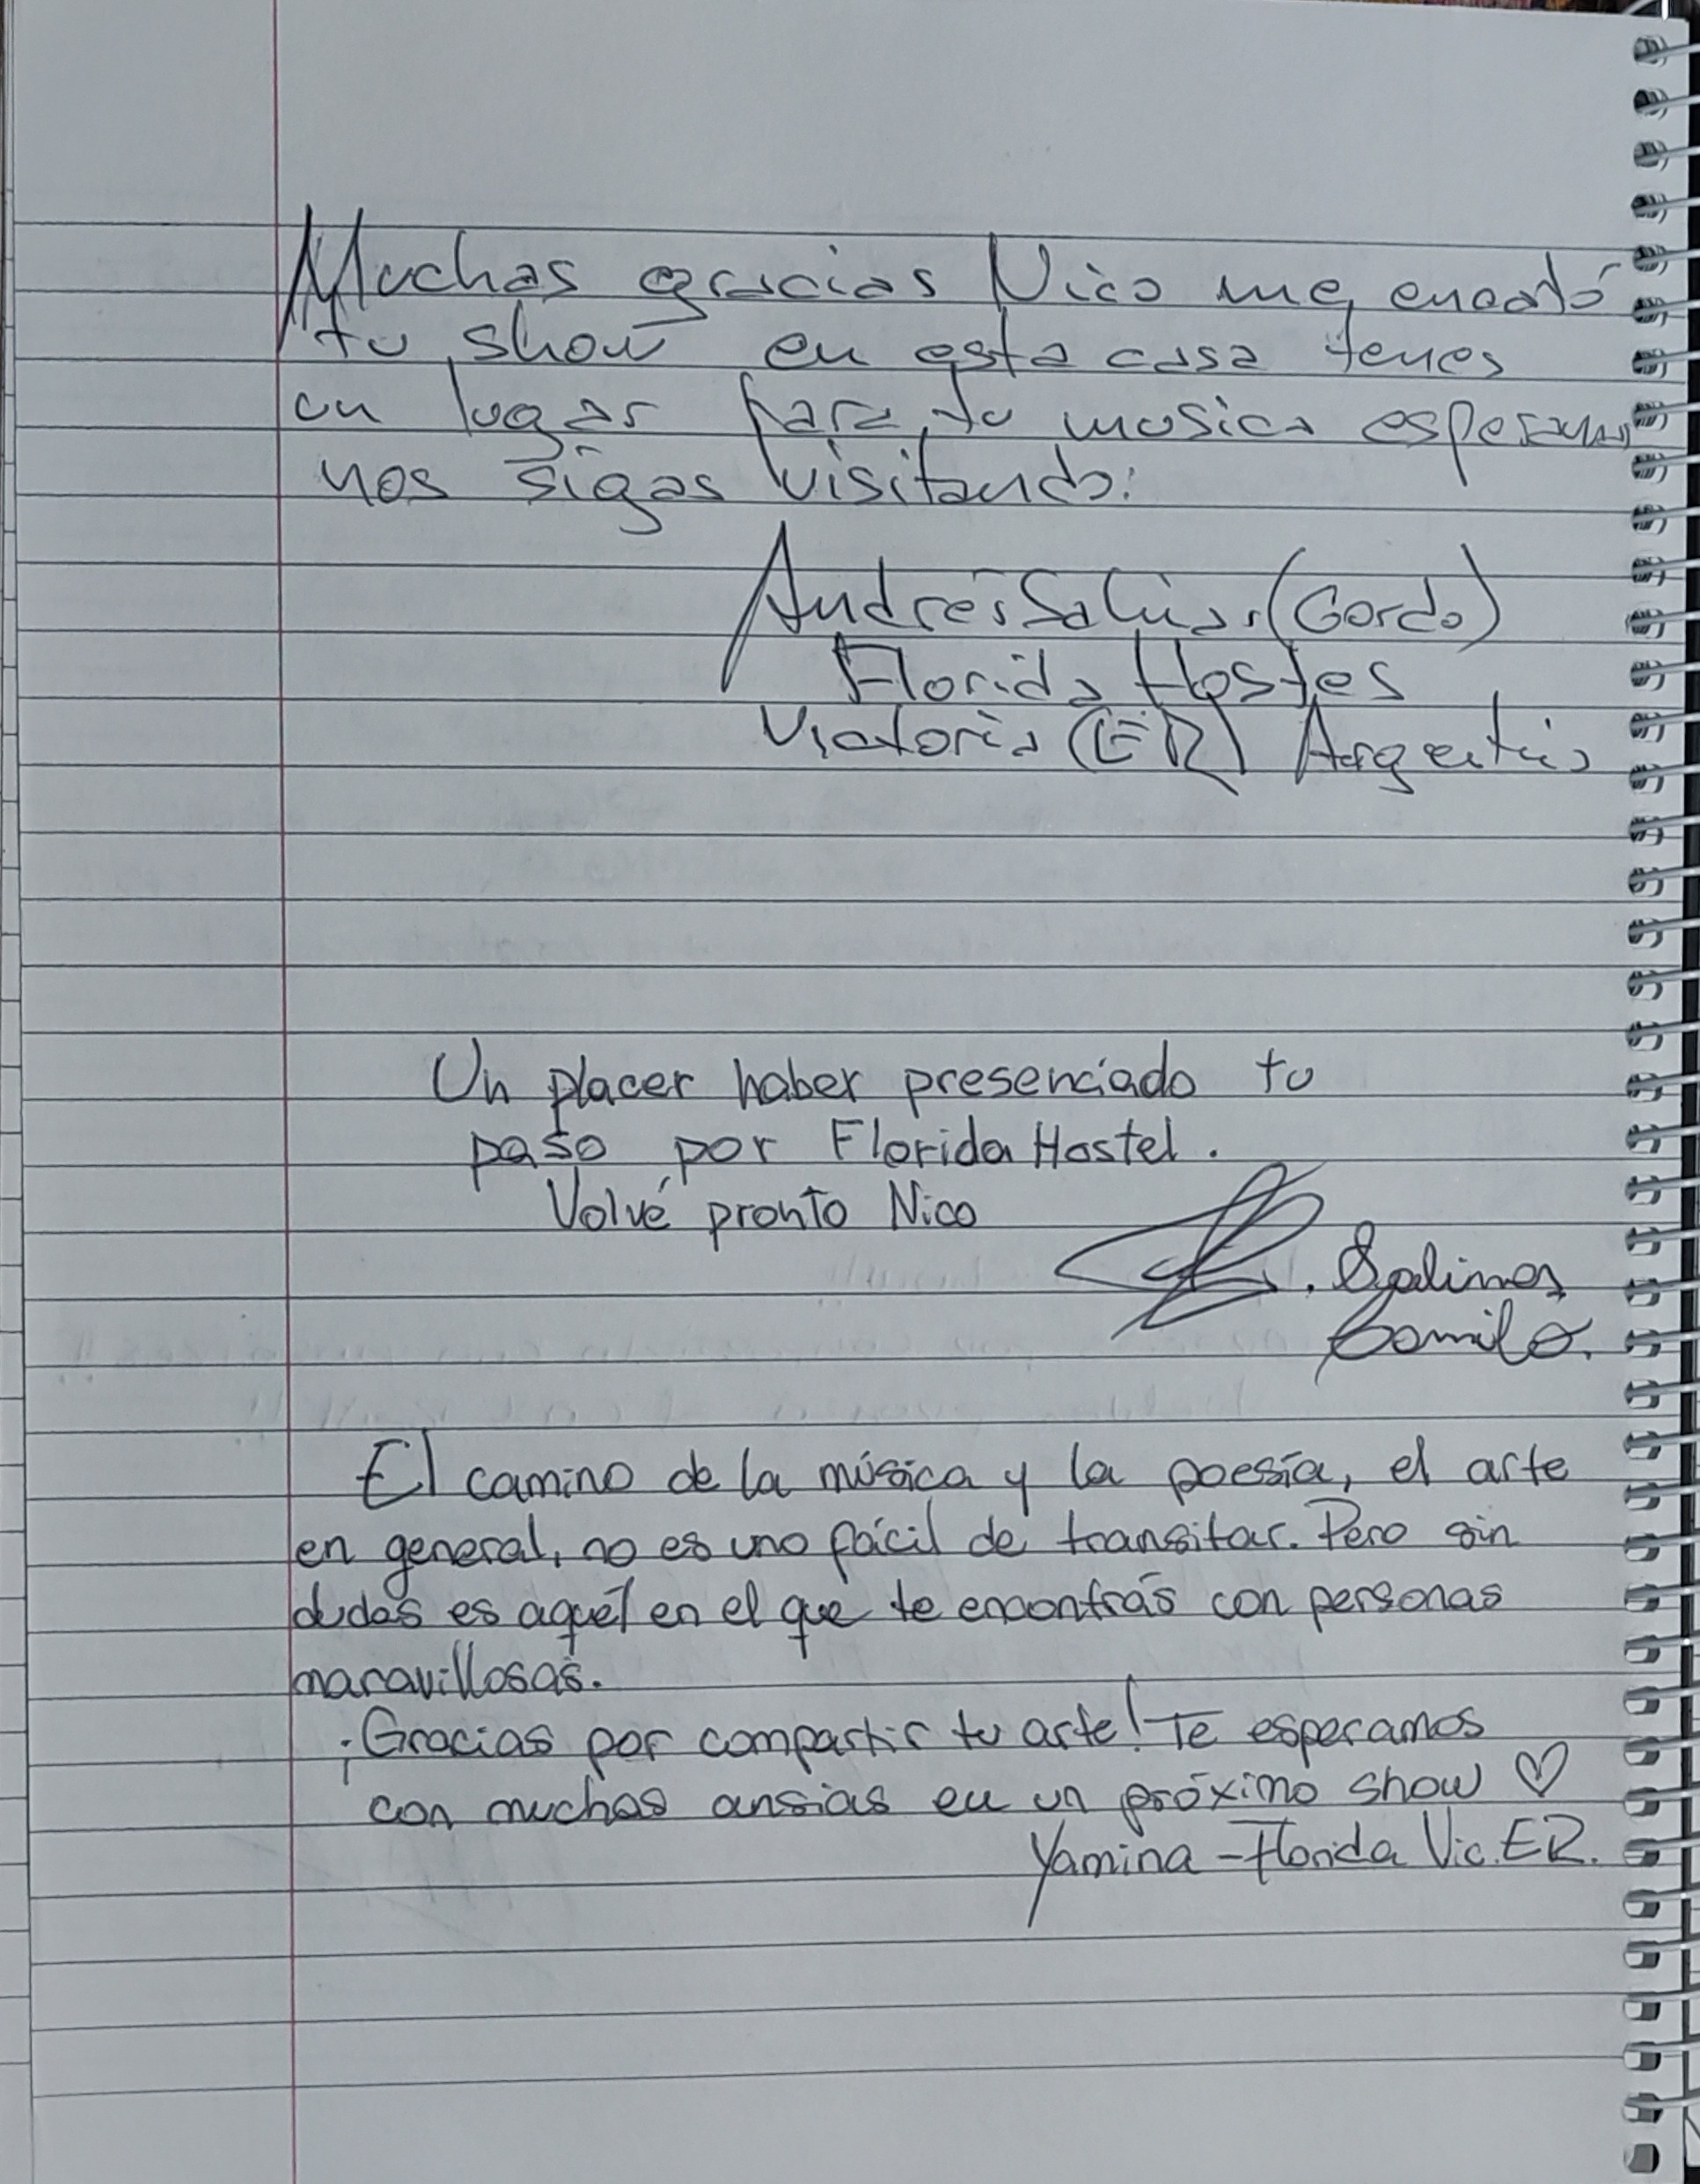 Muchas gracias Nico me encantó
tu show en esta casa tenes
un lugar para tu musica esperamos
nos sigas visitando.
Andrés Salinas (Gordo)
Florida Hostes
Victoria (ER) Argentina
Un placer haber presenciado tu
paso por Florida Hostel.
Volvé pronto Nico
Salinas
Camilo.
El camino de la música y la poesía, el arte
en general, no es uno fácil de transitar. Pero sin
dudas es aquél en el que te encontrás con personas
maravillosas.
¡Gracias por compartir tu arte! Te esperamos
con muchas ansias en un próximo show ♡
Yamina - Florida Vic. ER.